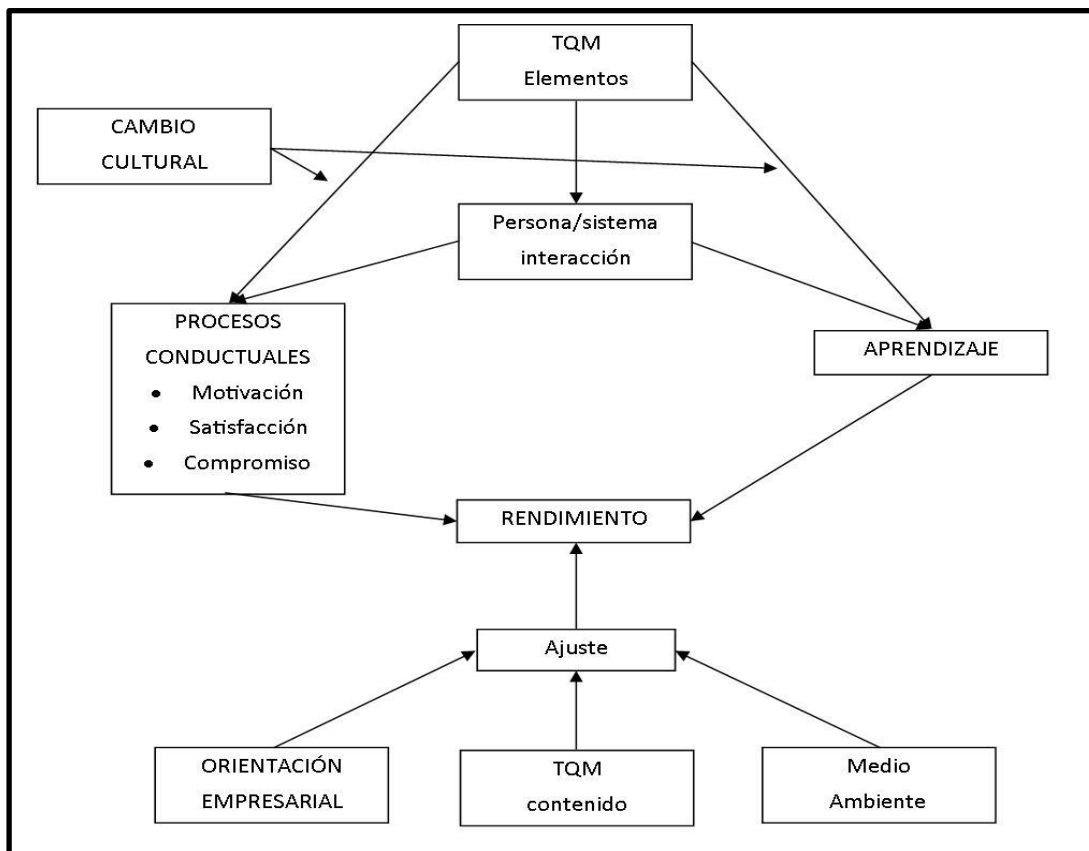 TQM
Elementos
CAMBIO
CULTURAL
Persona/sistema
interacción
PROCESOS
CONDUCTUALES
• Motivación
• Satisfacción
• Compromiso
APRENDIZAJE
RENDIMIENTO
Ajuste
ORIENTACIÓN
EMPRESARIAL
TQM
contenido
Medio
Ambiente